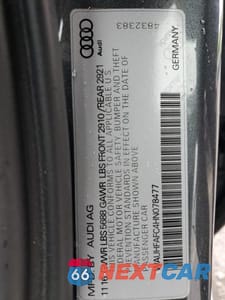 MFD BY AUDI AG
11/16 GVWR LBS 5688 GAWR LBS FRONT 2910 /REAR 2921
THIS VEHICLE CONFORMS TO ALL APPLICABLE U.S.
FEDERAL MOTOR VEHICLE SAFETY, BUMPER AND THEFT
PREVENTION STANDARDS IN EFFECT ON THE DATE OF
MANUFACTURE SHOWN ABOVE
PASSENGER CAR
4832383
Audi
GERMANY
66 NEXTCAR